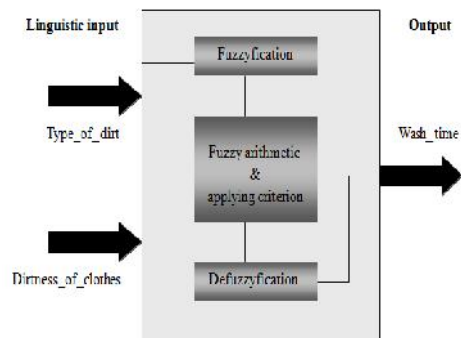 Linguistic input
Output
Fuzzyfication
Type_of_dirt
Fuzzy arithmetic
&
applying criterion
Wash_time
Dirtness_of_clothes
Defuzzyfication